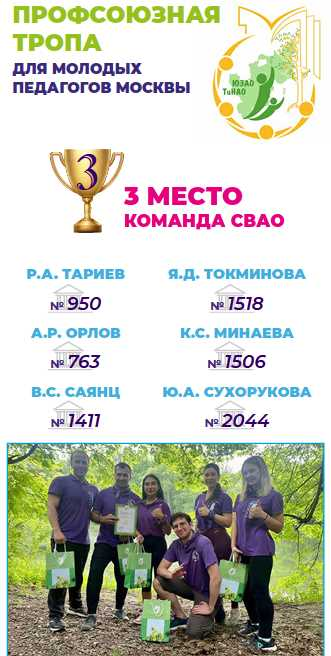 ПРОФСОЮЗНАЯ
ТРОПА
ДЛЯ МОЛОДЫХ
ПЕДАГОГОВ МОСКВЫ
ЮЗАО
ТиНАО
3
3 МЕСТО
КОМАНДА СВАО
Р.А. ТАРИЕВ
№ 950
Я.Д. ТОКМИНОВА
№ 1518
А.Р. ОРЛОВ
№ 763
К.С. МИНАЕВА
№ 1506
В.С. САЯНЦ
№ 1411
Ю.А. СУХОРУКОВА
№ 2044